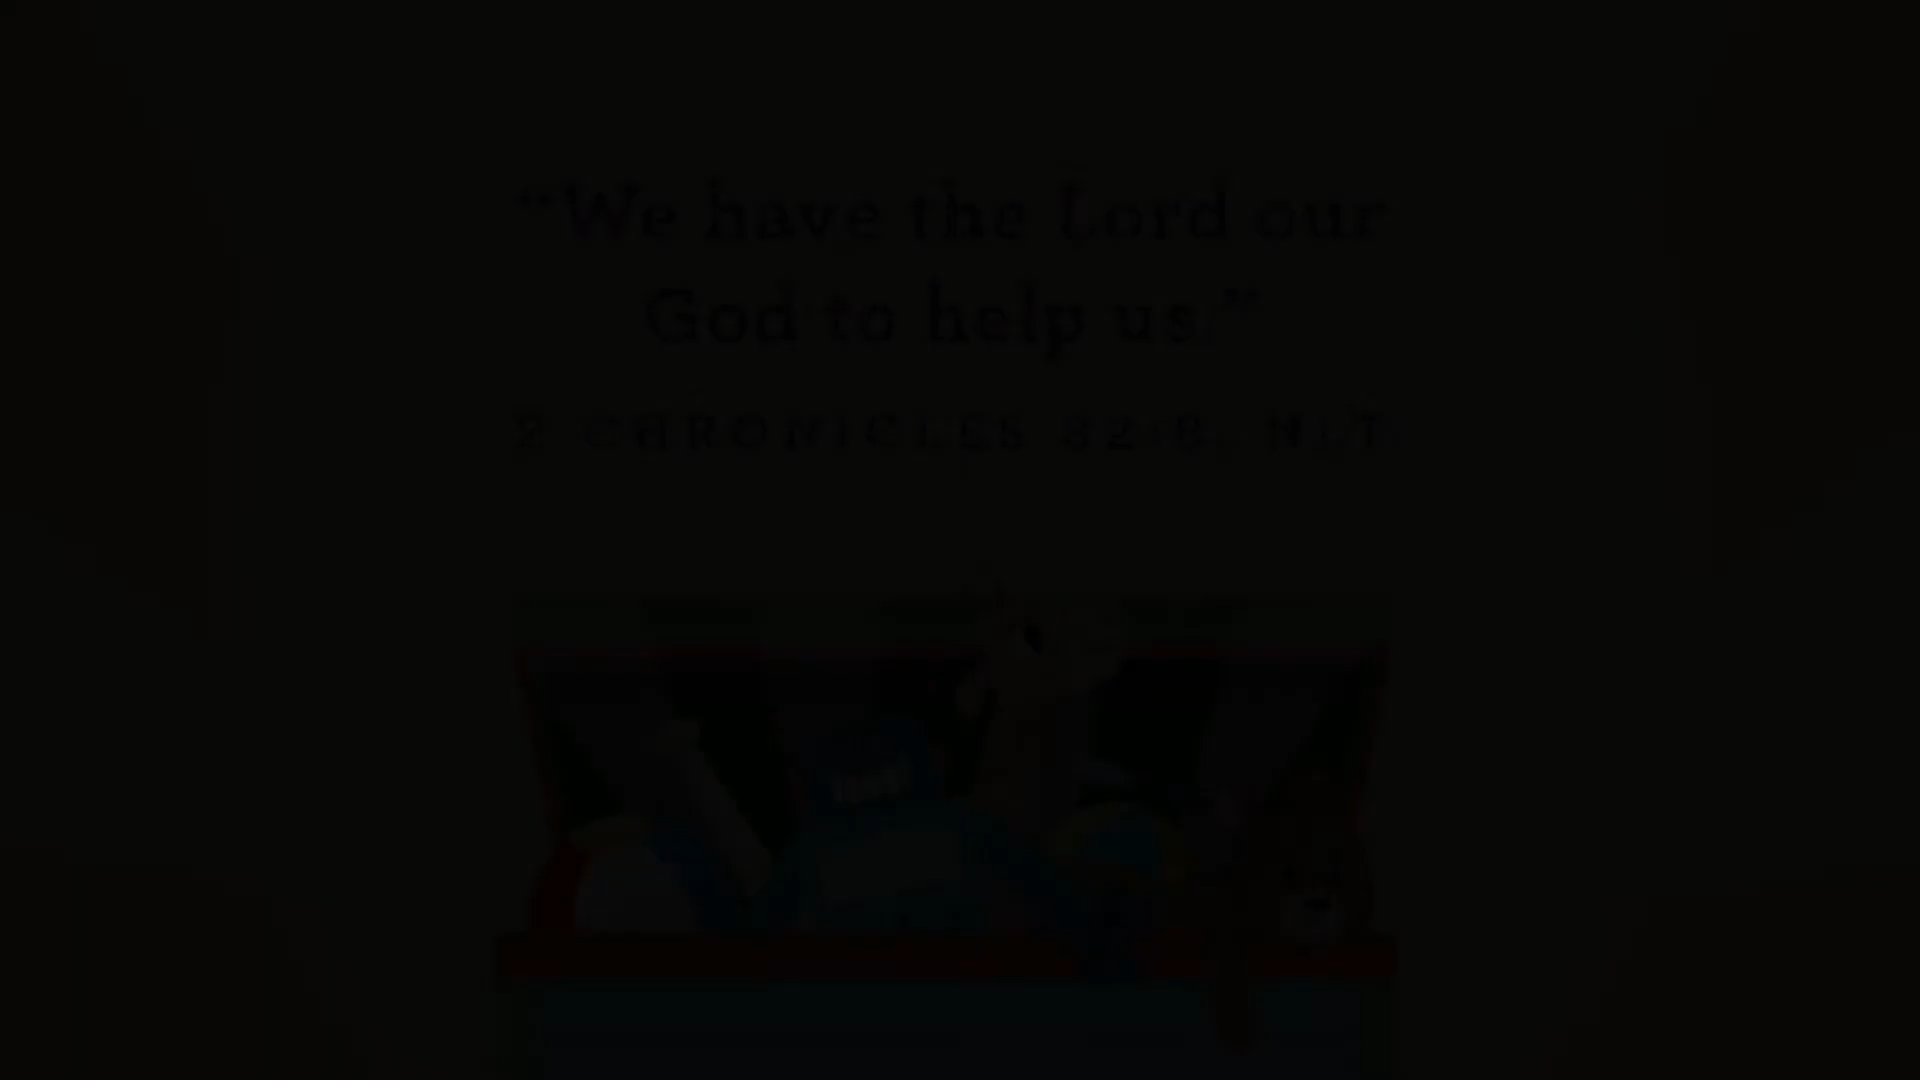 “We have the Lord our
God to help us.”
2 CHRONICLES 32:8, NLT